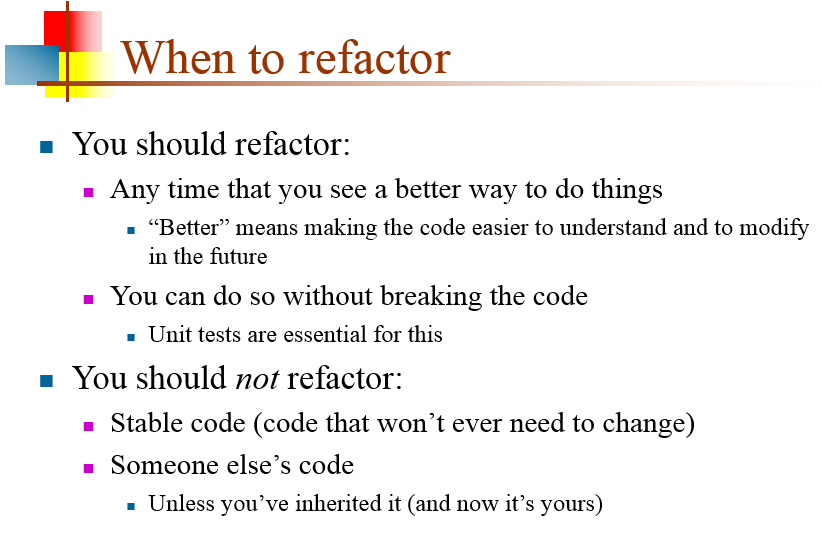 When to refactor
You should refactor:
Any time that you see a better way to do things
“Better” means making the code easier to understand and to modify
in the future
You can do so without breaking the code
Unit tests are essential for this
You should not refactor:
Stable code (code that won’t ever need to change)
Someone else’s code
Unless you’ve inherited it (and now it’s yours)